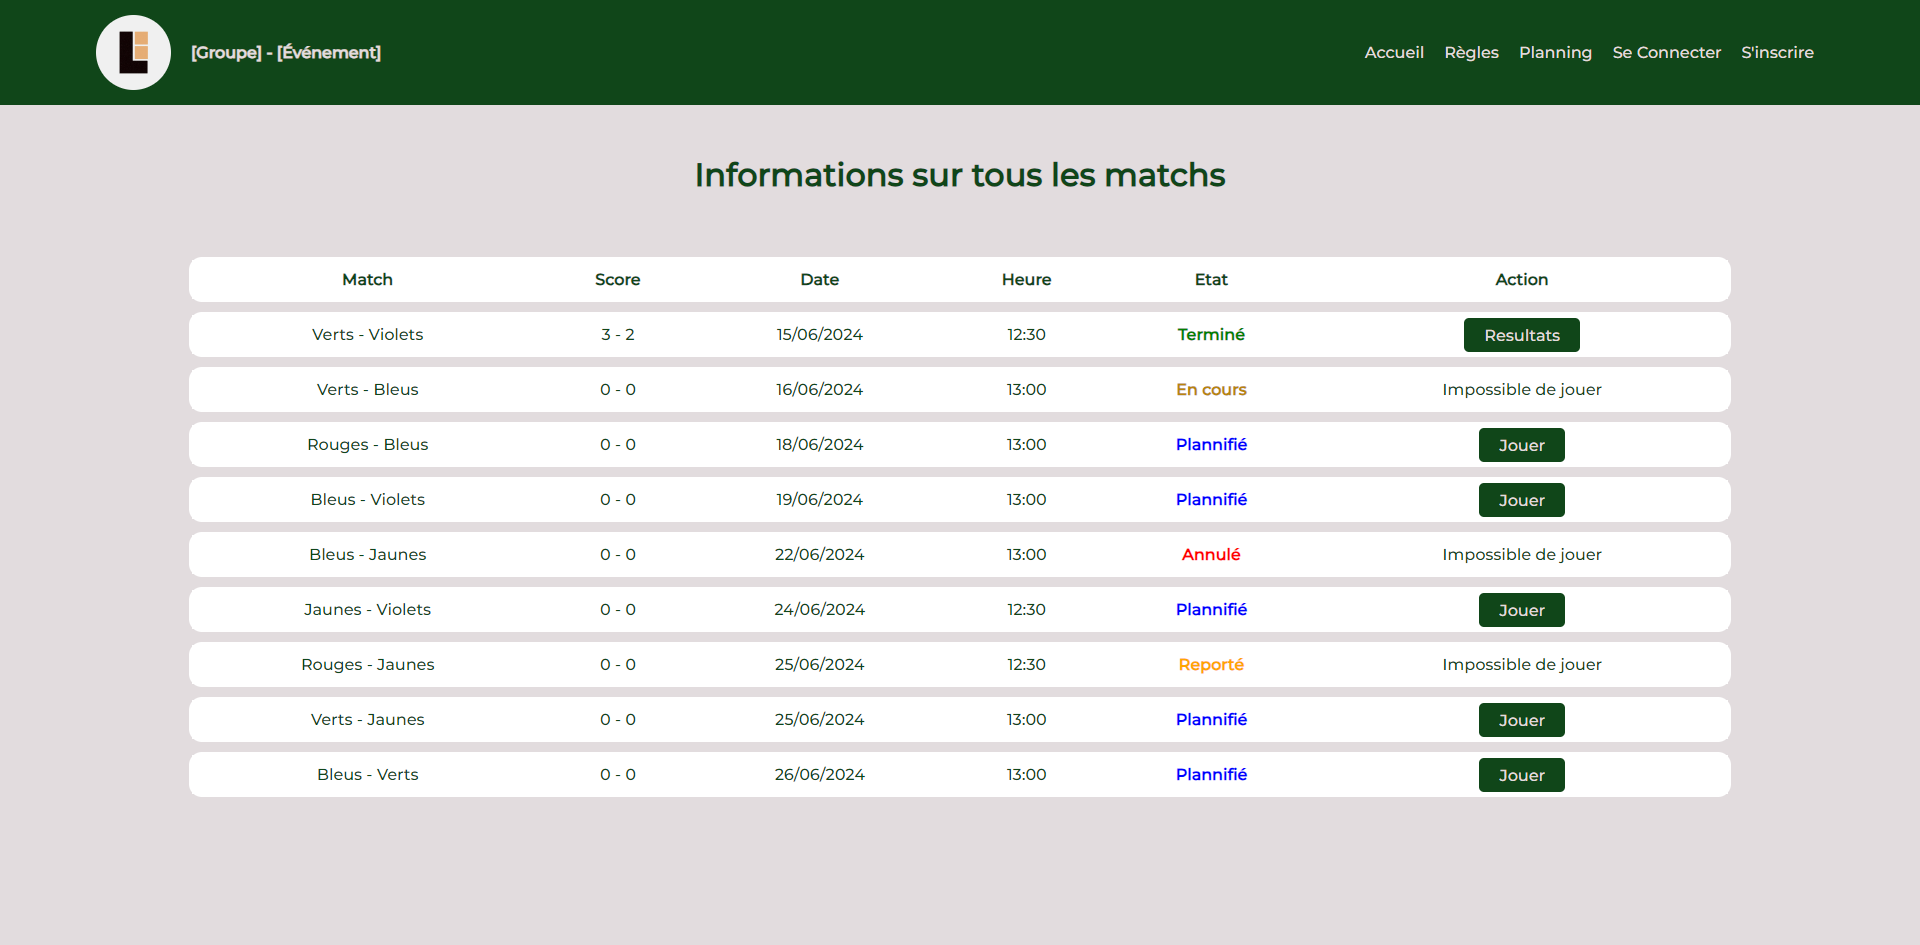 [Groupe] - [Événement]
Accueil Règles Planning Se Connecter S'inscrire
Informations sur tous les matchs
Match Score Date Heure Etat Action
Verts - Violets 3 - 2 15/06/2024 12:30 Terminé Resultats
Verts - Bleus 0 - 0 16/06/2024 13:00 En cours Impossible de jouer
Rouges - Bleus 0 - 0 18/06/2024 13:00 Plannifié Jouer
Bleus - Violets 0 - 0 19/06/2024 13:00 Plannifié Jouer
Bleus - Jaunes 0 - 0 22/06/2024 13:00 Annulé Impossible de jouer
Jaunes - Violets 0 - 0 24/06/2024 12:30 Plannifié Jouer
Rouges - Jaunes 0 - 0 25/06/2024 12:30 Reporté Impossible de jouer
Verts - Jaunes 0 - 0 25/06/2024 13:00 Plannifié Jouer
Bleus - Verts 0 - 0 26/06/2024 13:00 Plannifié Jouer